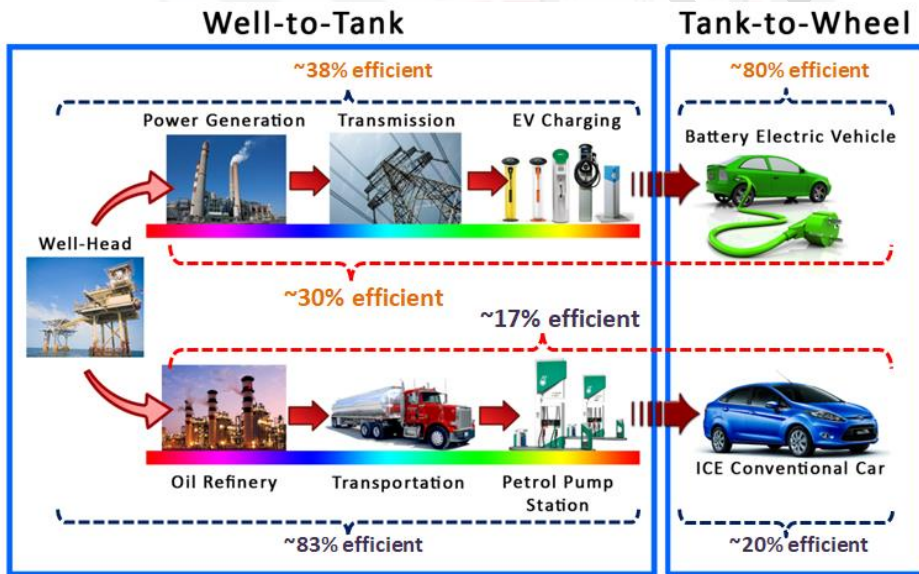 Well-to-Tank
Tank-to-Wheel
~38% efficient
~80% efficient
Power Generation
Transmission
EV Charging
Battery Electric Vehicle
Well-Head
~30% efficient
~17% efficient
Oil Refinery
Transportation
Petrol Pump
Station
ICE Conventional Car
~83% efficient
~20% efficient